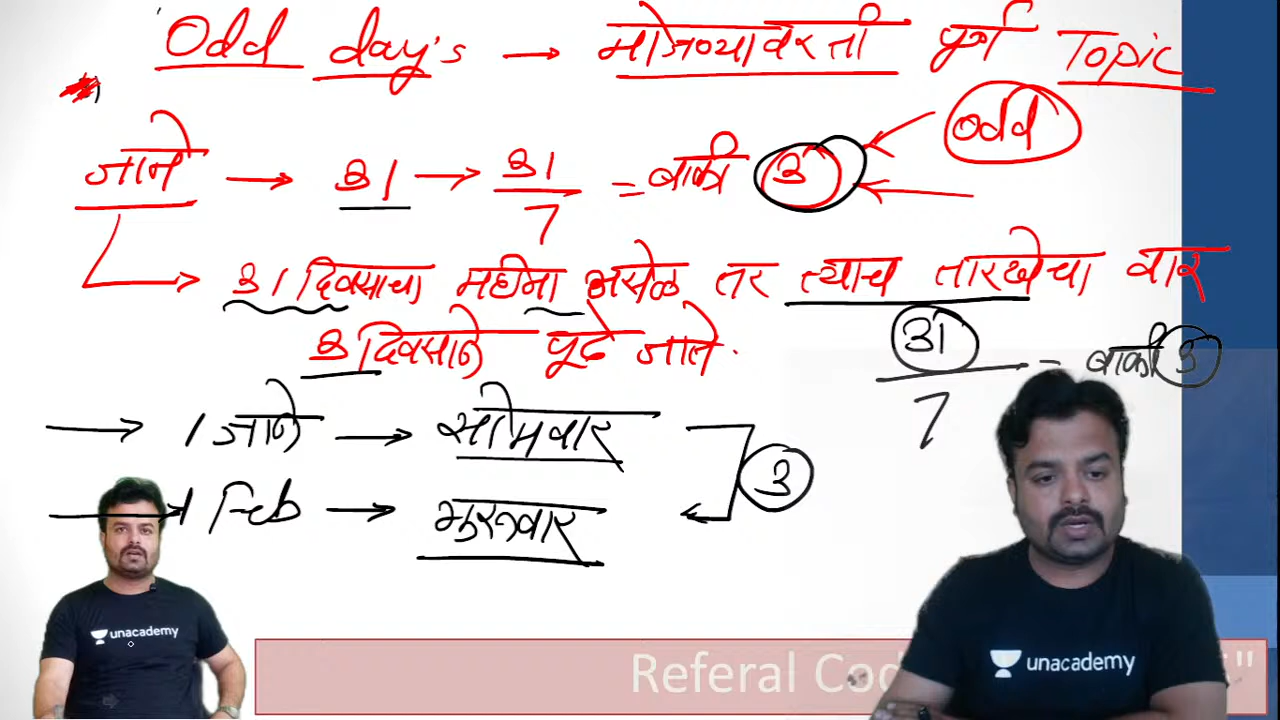 Odd day's → मोजण्यावरती पूर्ण Topic
जाने → 31 → 31/7 = बाकी 3 odd
31 दिवसाचा महीना असेल तर त्याच तारखेचा वार
3 दिवसाने पूढे जातो.
31/7 = बाकी 3
→ 1 जाने → सोमवार
3
→ 1 Feb → गुरूवार
unacademy
unacademy
Referal Cod